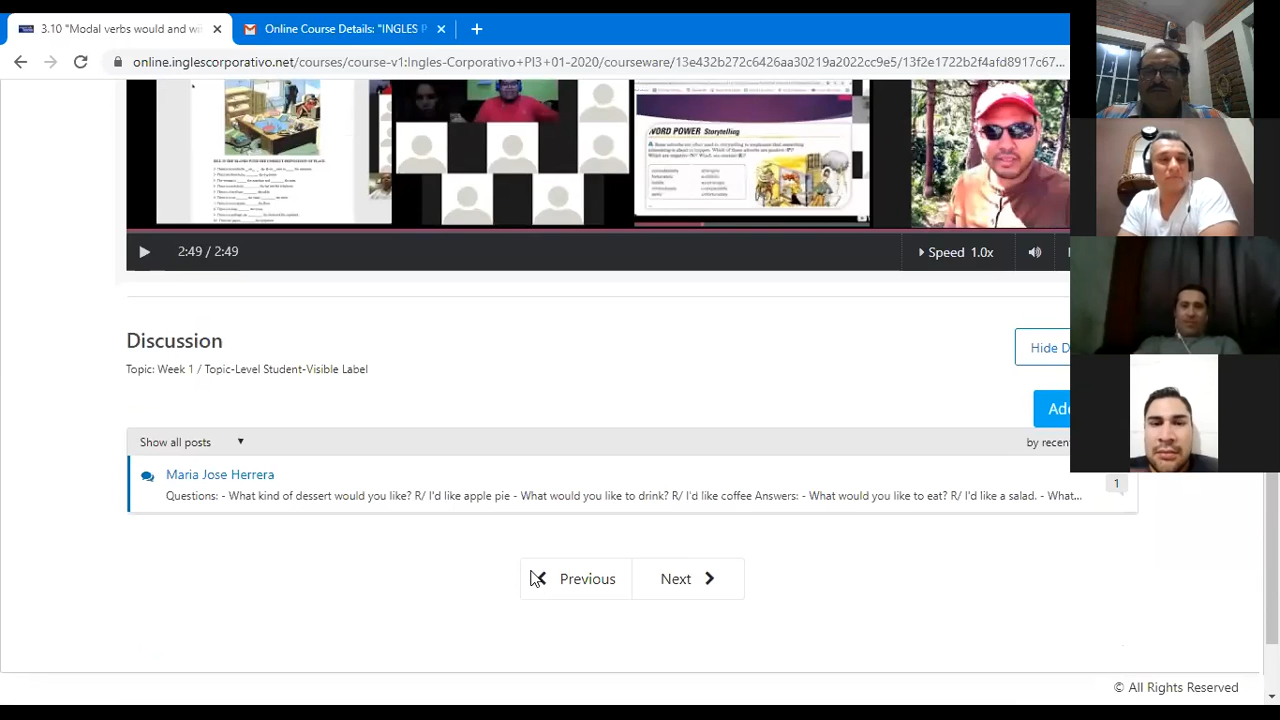 3.10 "Modal verbs would and wi
Online Course Details: "INGLES P
online.inglescorporativo.net/courses/course-v1:Ingles-Corporativo+PI3+01-2020/courseware/13e432b272c6426aa30219a2022cc9e5/13f2e1722b2f4afd8917c67...
WORD POWER Storytelling
2:49 / 2:49
Speed 1.0x
Discussion
Hide D
Topic: Week 1 / Topic-Level Student-Visible Label
Ad
Show all posts
by recen
Maria Jose Herrera
Questions: - What kind of dessert would you like? R/ I'd like apple pie - What would you like to drink? R/ I'd like coffee Answers: - What would you like to eat? R/ I'd like a salad. - What...
1
Previous
Next
© All Rights Reserved